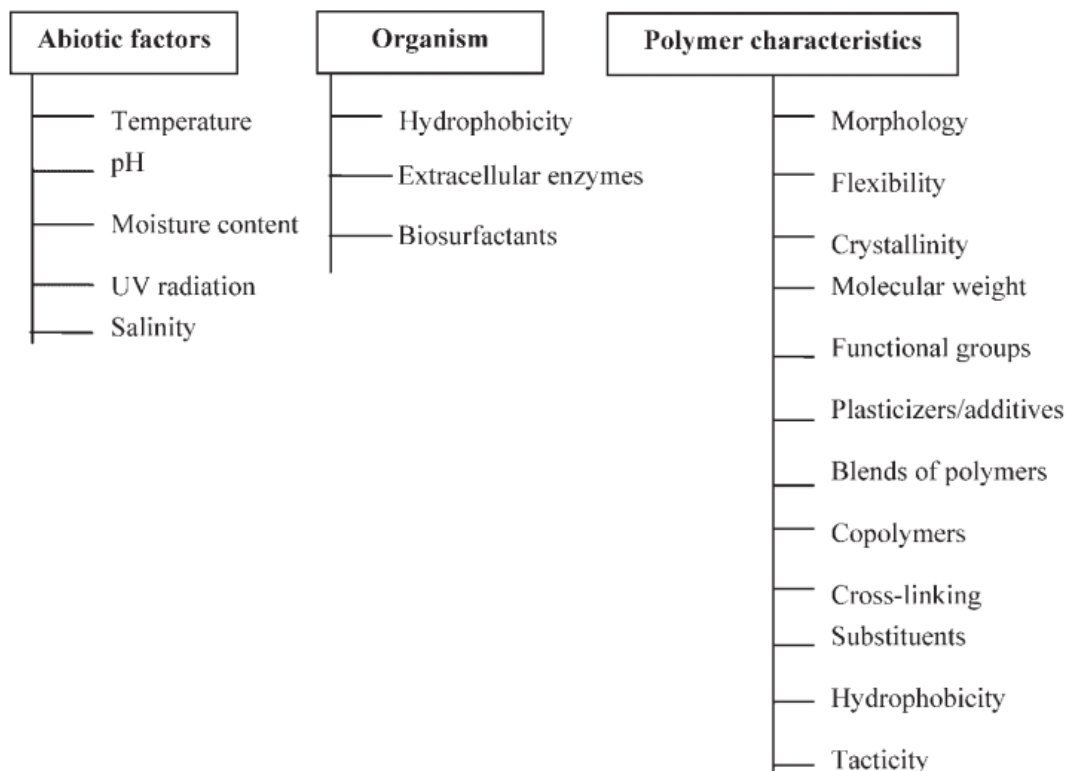 Abiotic factors
Temperature
pH
Moisture content
UV radiation
Salinity
Organism
Hydrophobicity
Extracellular enzymes
Biosurfactants
Polymer characteristics
Morphology
Flexibility
Crystallinity
Molecular weight
Functional groups
Plasticizers/additives
Blends of polymers
Copolymers
Cross-linking
Substituents
Hydrophobicity
Tacticity